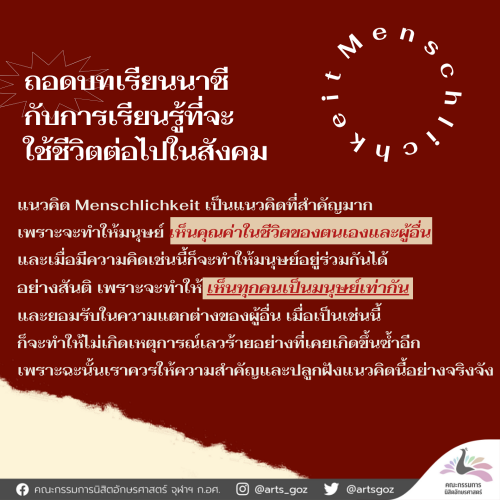 Menschlichkeit
ถอดบทเรียนนาซี
กับการเรียนรู้ที่จะ
ใช้ชีวิตต่อไปในสังคม
แนวคิด Menschlichkeit เป็นแนวคิดที่สำคัญมาก
เพราะจะทำให้มนุษย์ เห็นคุณค่าในชีวิตของตนเองและผู้อื่น
และเมื่อมีความคิดเช่นนี้ก็จะทำให้มนุษย์อยู่ร่วมกันได้
อย่างสันติ เพราะจะทำให้ เห็นทุกคนเป็นมนุษย์เท่ากัน
และยอมรับในความแตกต่างของผู้อื่น เมื่อเป็นเช่นนี้
ก็จะทำให้ไม่เกิดเหตุการณ์เลวร้ายอย่างที่เคยเกิดขึ้นซ้ำอีก
เพราะฉะนั้นเราควรให้ความสำคัญและปลูกฝังแนวคิดนี้อย่างจริงจัง
คณะกรรมการนิสิตอักษรศาสตร์ จุฬาฯ ก.อศ. @arts_goz @artsgoz
คณะกรรมการ
นิสิตอักษรศาสตร์